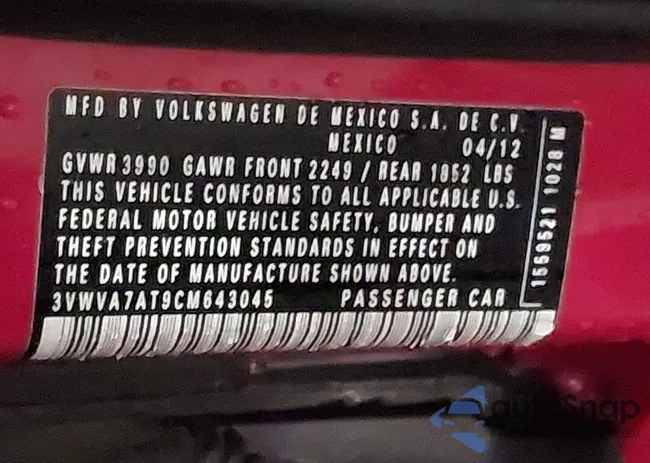 MFD BY VOLKSWAGEN DE MEXICO S.A. DE C.V.
MEXICO 04/12
GVWR 3990 GAWR FRONT 2249 / REAR 1852 LBS
THIS VEHICLE CONFORMS TO ALL APPLICABLE U.S.
FEDERAL MOTOR VEHICLE SAFETY, BUMPER AND
THEFT PREVENTION STANDARDS IN EFFECT ON
THE DATE OF MANUFACTURE SHOWN ABOVE.
3VWVA7AT9CM643045 PASSENGER CAR
1569521 1028 M
autoSnap